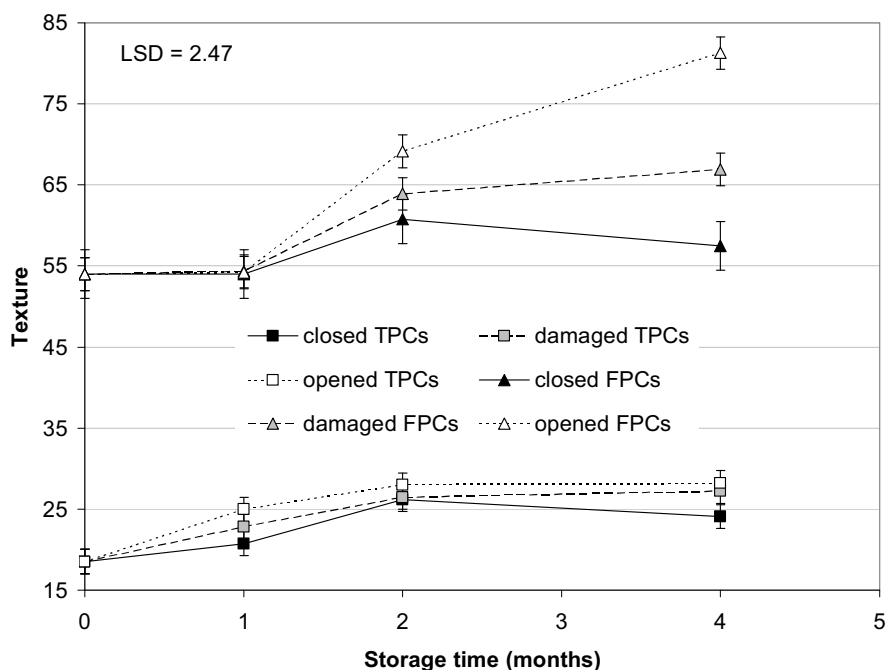 85
LSD = 2.47
75
65
55
Texture
45
closed TPCs damaged TPCs
opened TPCs closed FPCs
damaged FPCs opened FPCs
35
25
15
0 1 2 3 4 5
Storage time (months)